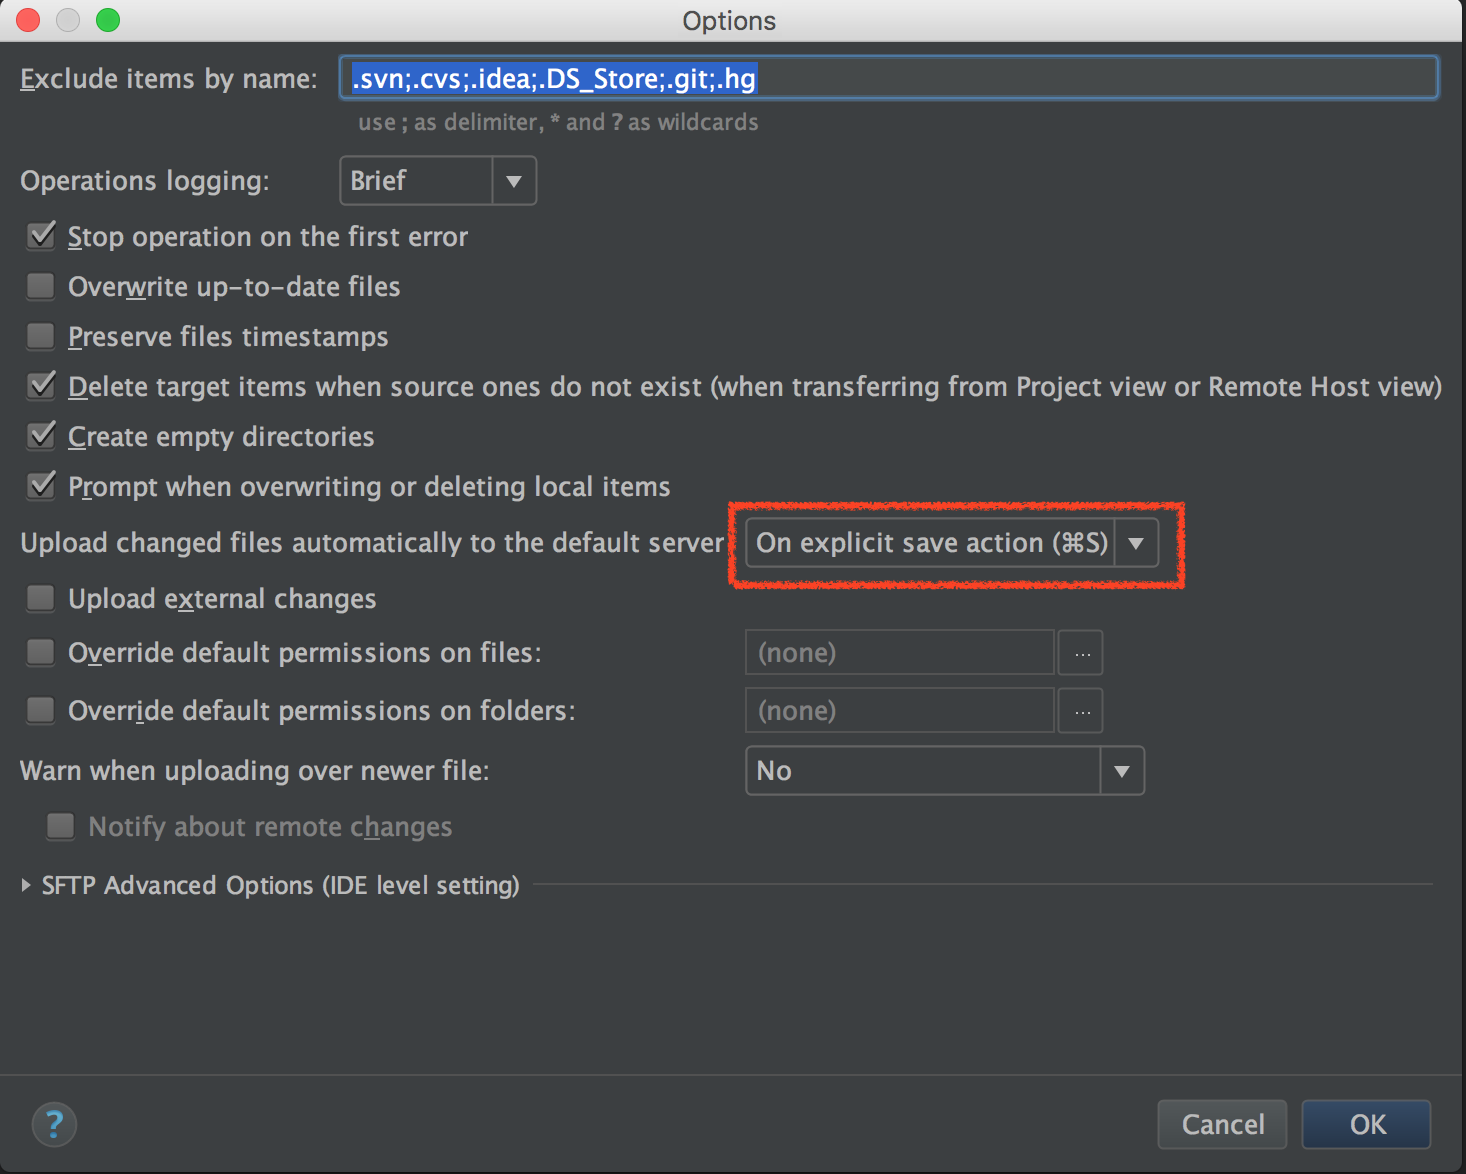 Options
Exclude items by name: .svn;.cvs;.idea;.DS_Store;.git;.hg
use ; as delimiter, * and ? as wildcards
Operations logging: Brief
Stop operation on the first error
Overwrite up-to-date files
Preserve files timestamps
Delete target items when source ones do not exist (when transferring from Project view or Remote Host view)
Create empty directories
Prompt when overwriting or deleting local items
Upload changed files automatically to the default server On explicit save action (⌘S)
Upload external changes
Override default permissions on files: (none) ...
Override default permissions on folders: (none) ...
Warn when uploading over newer file: No
Notify about remote changes
SFTP Advanced Options (IDE level setting)
? Cancel OK